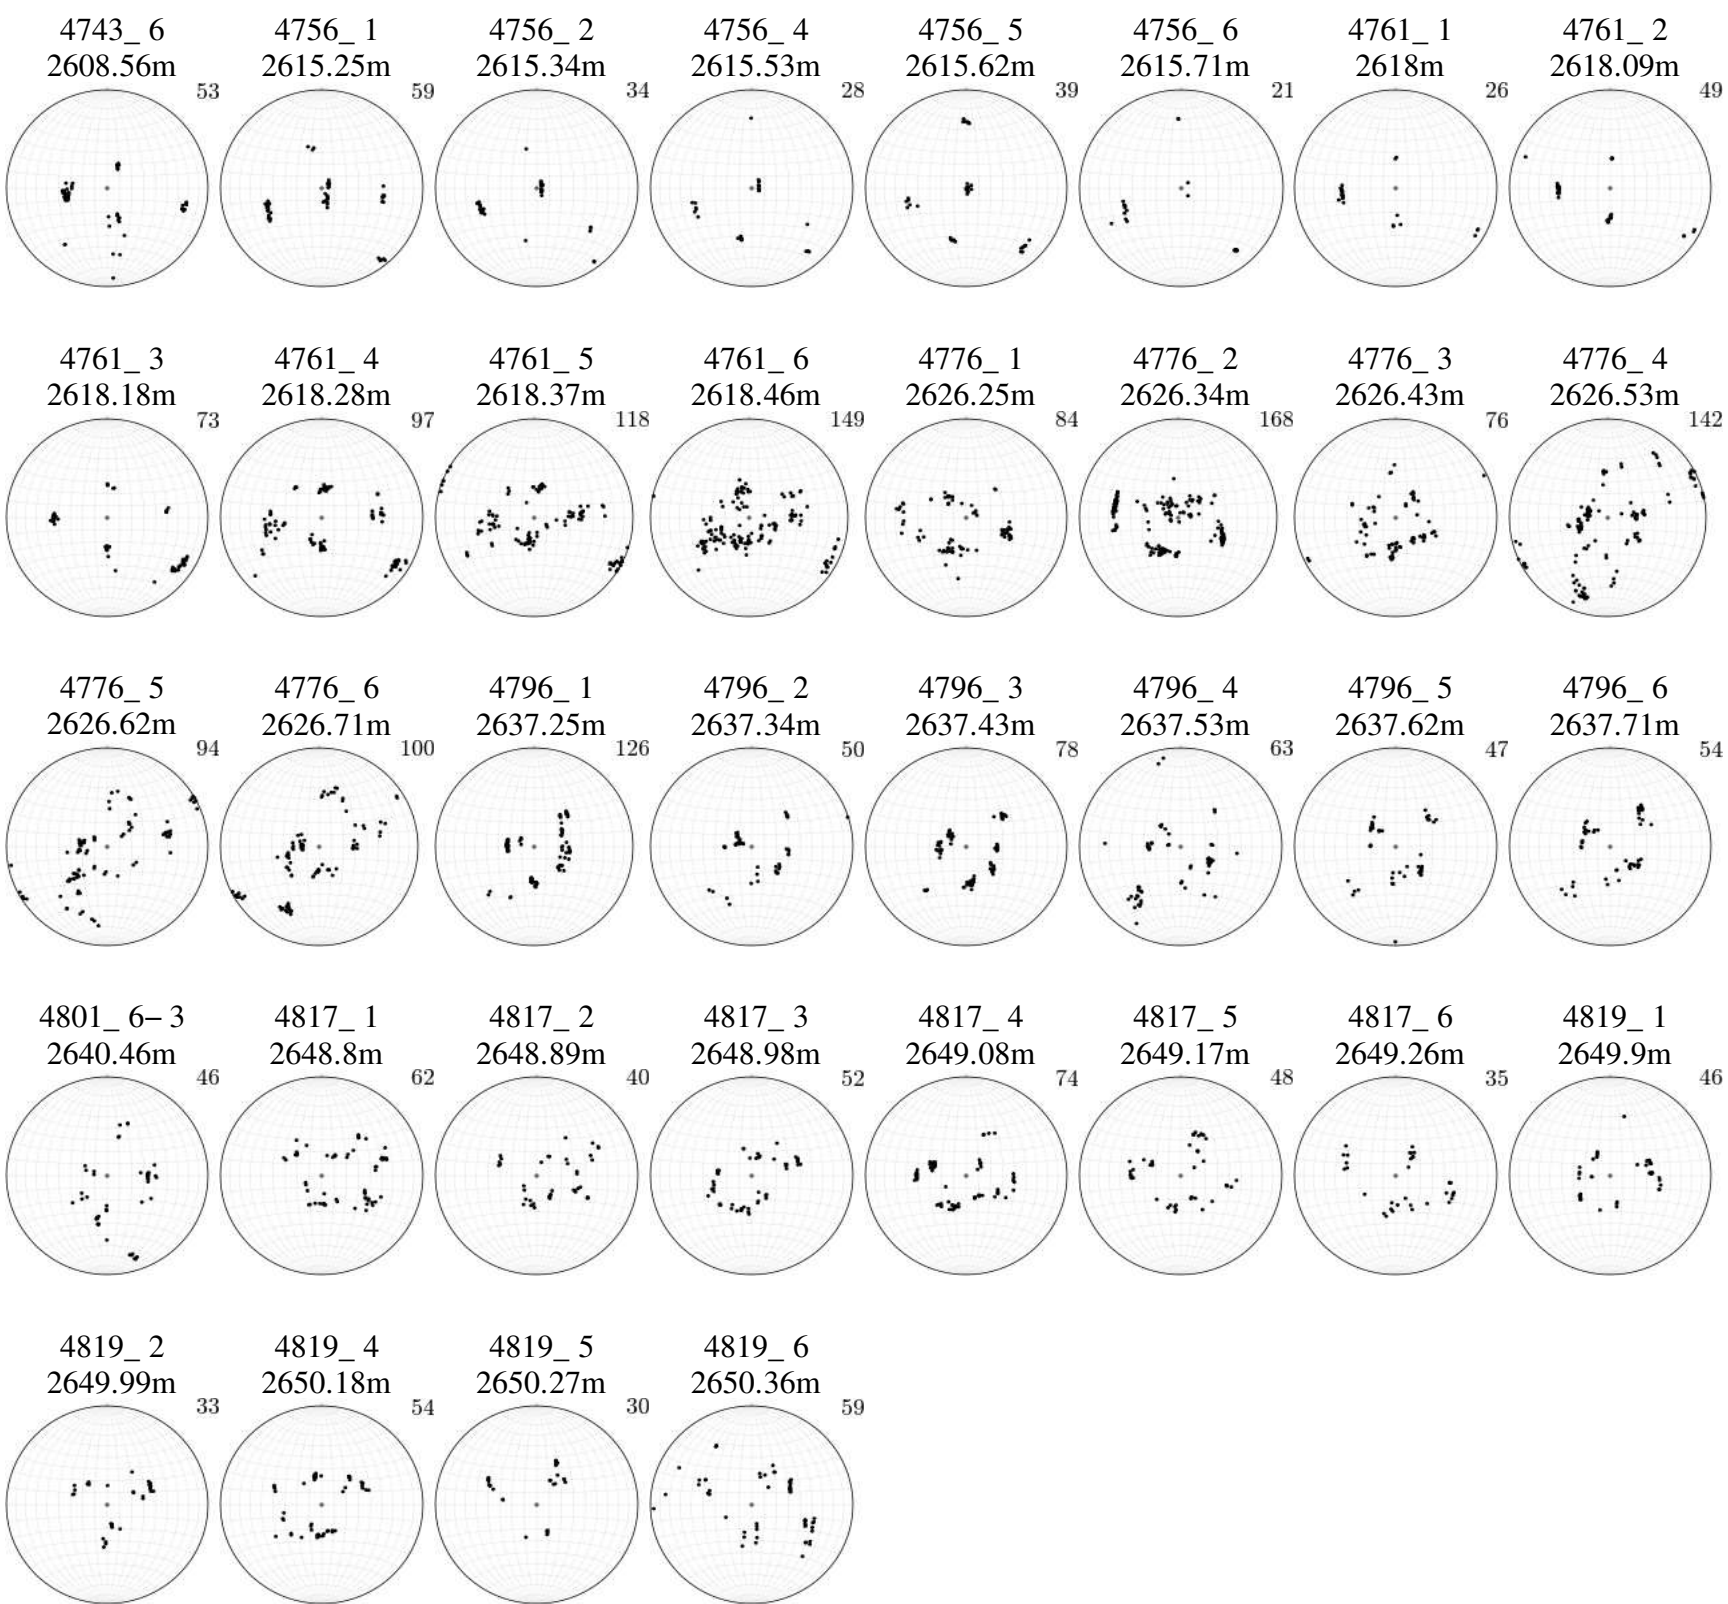 4743_ 6 4756_ 1 4756_ 2 4756_ 4 4756_ 5 4756_ 6 4761_ 1 4761_ 2
2608.56m 2615.25m 2615.34m 2615.53m 2615.62m 2615.71m 2618m 2618.09m
53 59 34 28 39 21 26 49
4761_ 3 4761_ 4 4761_ 5 4761_ 6 4776_ 1 4776_ 2 4776_ 3 4776_ 4
2618.18m 2618.28m 2618.37m 2618.46m 2626.25m 2626.34m 2626.43m 2626.53m
73 97 118 149 84 168 76 142
4776_ 5 4776_ 6 4796_ 1 4796_ 2 4796_ 3 4796_ 4 4796_ 5 4796_ 6
2626.62m 2626.71m 2637.25m 2637.34m 2637.43m 2637.53m 2637.62m 2637.71m
94 100 126 50 78 63 47 54
4801_ 6−3 4817_ 1 4817_ 2 4817_ 3 4817_ 4 4817_ 5 4817_ 6 4819_ 1
2640.46m 2648.8m 2648.89m 2648.98m 2649.08m 2649.17m 2649.26m 2649.9m
46 62 40 52 74 48 35 46
4819_ 2 4819_ 4 4819_ 5 4819_ 6
2649.99m 2650.18m 2650.27m 2650.36m
33 54 30 59